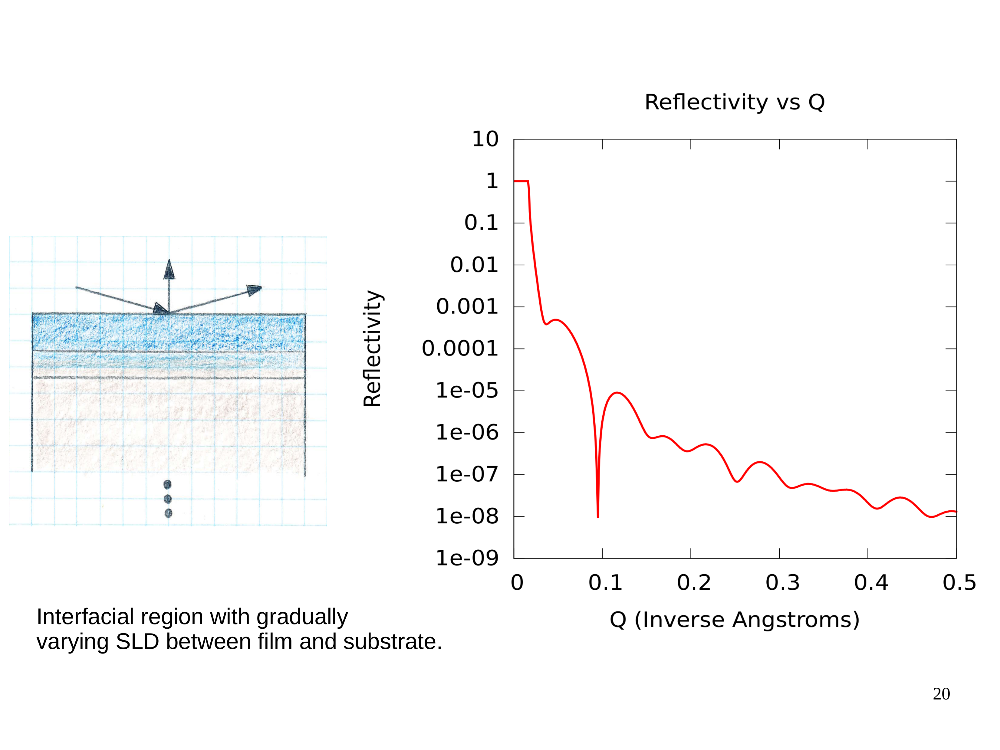 Reflectivity vs Q
10
1
0.1
0.01
0.001
0.0001
1e-05
1e-06
1e-07
1e-08
1e-09
Reflectivity
0 0.1 0.2 0.3 0.4 0.5
Q (Inverse Angstroms)
Interfacial region with gradually
varying SLD between film and substrate.
20